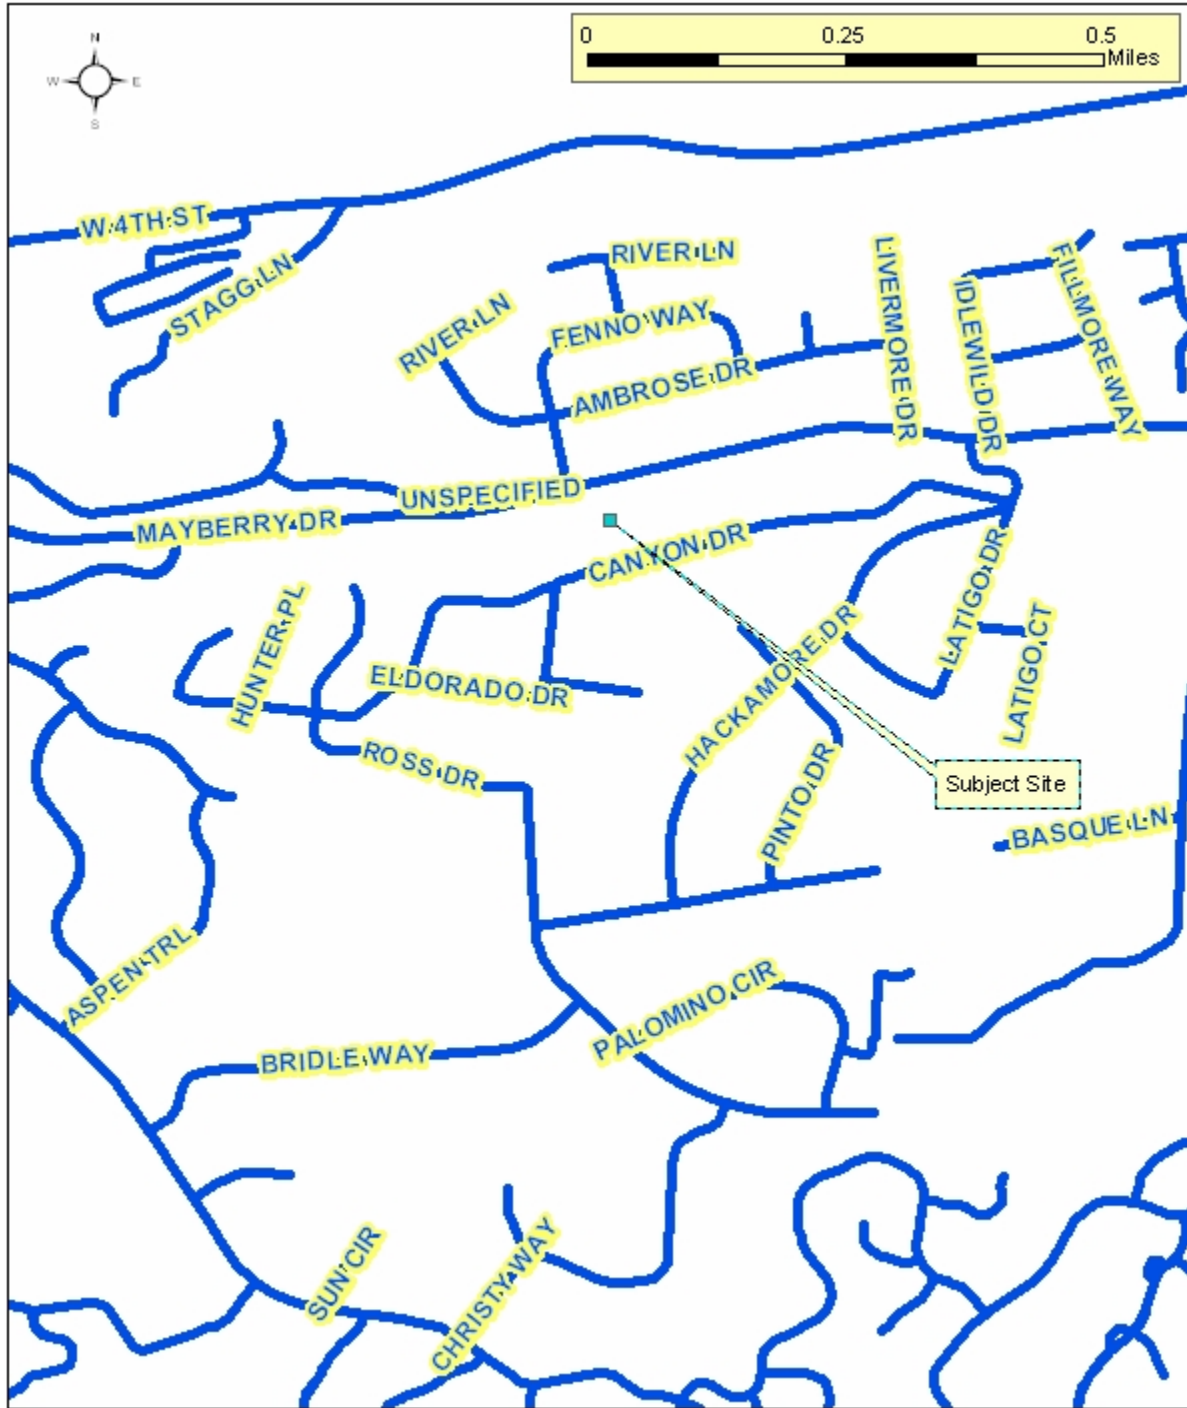 0 0.25 0.5
Miles
N
W E
S
W 4TH ST
STAGG LN
RIVER LN
RIVER LN
FENNO WAY
AMBROSE DR
LIVERMORE DR
IDLEWILD DR
FILLMORE WAY
UNSPECIFIED
MAYBERRY DR
CANYON DR
HUNTER PL
ELDORADO DR
HACKAMORE DR
LATIGO DR
LATIGO CT
ROSS DR
PINTO DR
Subject Site
BASQUE LN
ASPEN TRL
PALOMINO CIR
BRIDLE WAY
SUN CIR
CHRISTY WAY